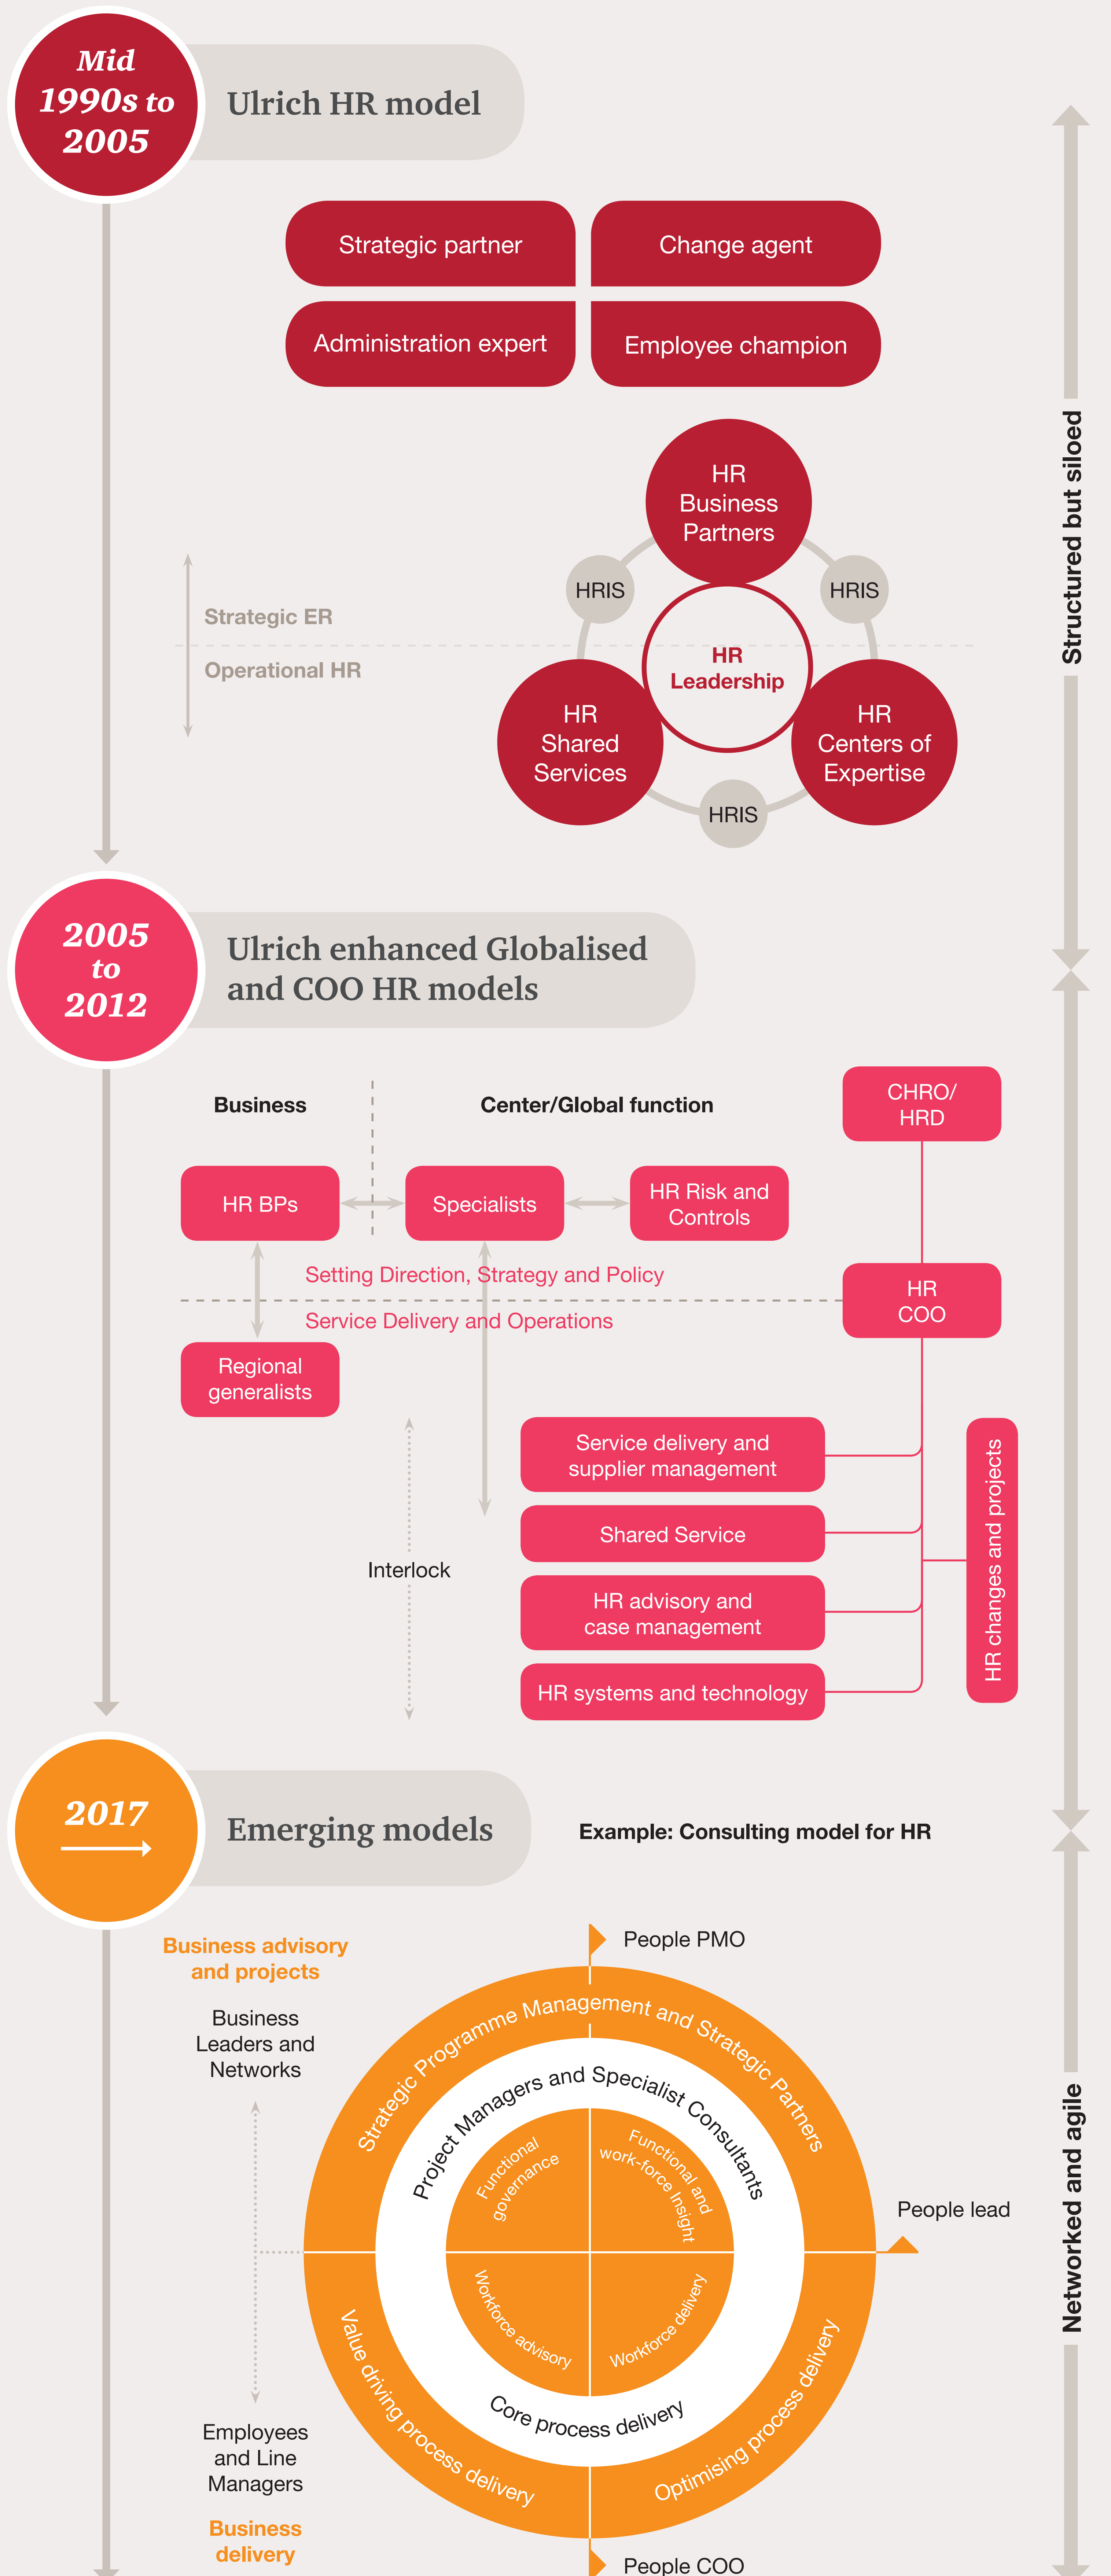 Mid
1990s to
2005
Ulrich HR model
Strategic partner
Change agent
Administration expert
Employee champion
HR
Business
Partners
HRIS
HRIS
Strategic ER
Operational HR
HR
Leadership
HR
Shared
Services
HR
Centers of
Expertise
HRIS
Structured but siloed
2005
to
2012
Ulrich enhanced Globalised
and COO HR models
Business
Center/Global function
CHRO/
HRD
HR BPs
Specialists
HR Risk and
Controls
Setting Direction, Strategy and Policy
HR
COO
Service Delivery and Operations
Regional
generalists
Service delivery and
supplier management
Shared Service
Interlock
HR advisory and
case management
HR systems and technology
HR changes and projects
2017
Emerging models
Example: Consulting model for HR
Business advisory
and projects
People PMO
Business
Leaders and
Networks
Strategic Programme Management and Strategic Partners
Project Managers and Specialist Consultants
Functional
governance
Functional and
work-force Insight
People lead
Workforce advisory
Workforce delivery
Core process delivery
Value driving process delivery
Optimising process delivery
Employees
and Line
Managers
Business
delivery
People COO
Networked and agile